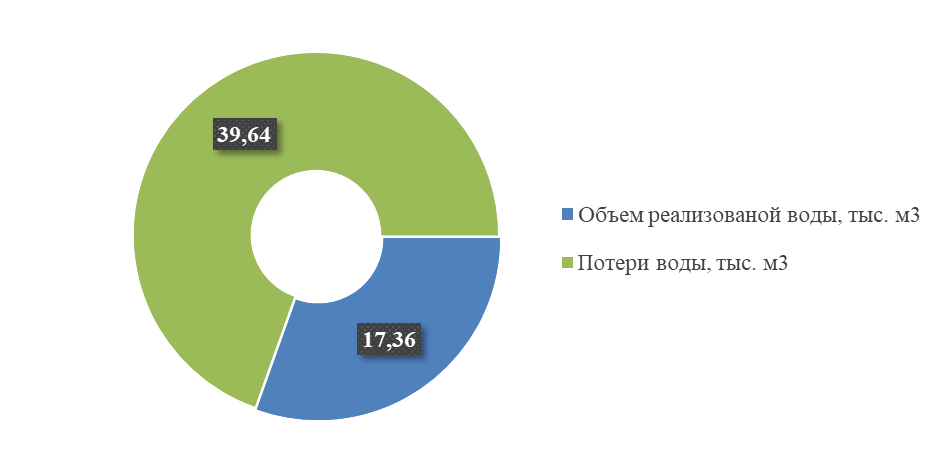 39,64
Объем реализованой воды, тыс. м3
Потери воды, тыс. м3
17,36